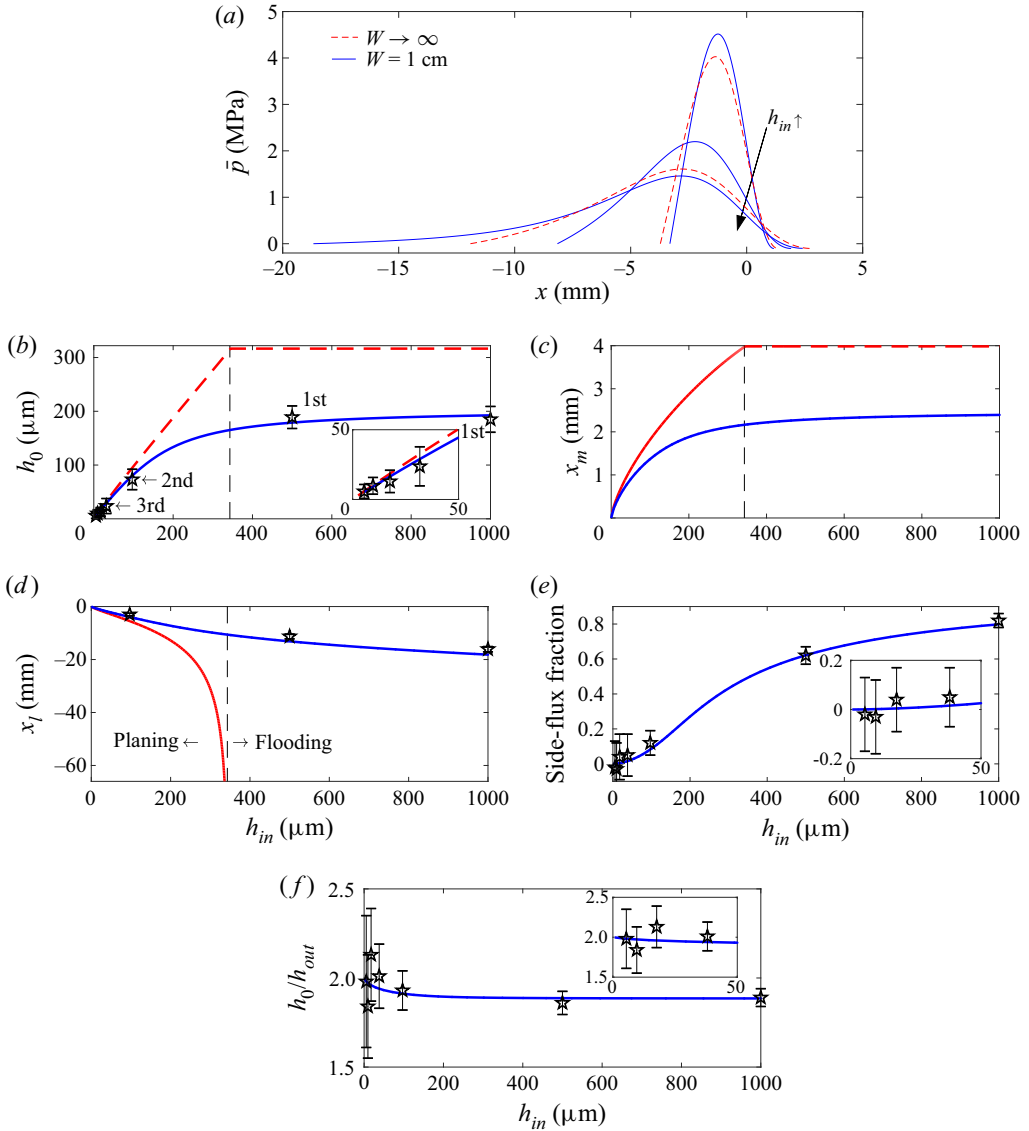 (a)
5
4
3
2
1
0
p̄ (MPa)
W → ∞
W = 1 cm
h_in ↑
−20 −15 −10 −5 0 5
x (mm)
(b)
300
200
100
h_0 (μm)
1st
←2nd
←3rd
50
1st
0 50
0 200 400 600 800 1000
(c)
4
3
2
1
x_m (mm)
0 200 400 600 800 1000
(d)
0
−20
−40
−60
x_l (mm)
Planing ← → Flooding
0 200 400 600 800 1000
h_in (μm)
(e)
0.8
0.6
0.4
0.2
0
Side-flux fraction
0.2
0
-0.2
0 50
0 200 400 600 800 1000
h_in (μm)
(f)
2.5
2.0
1.5
h_0/h_out
2.5
2.0
1.5
0 50
0 200 400 600 800 1000
h_in (μm)